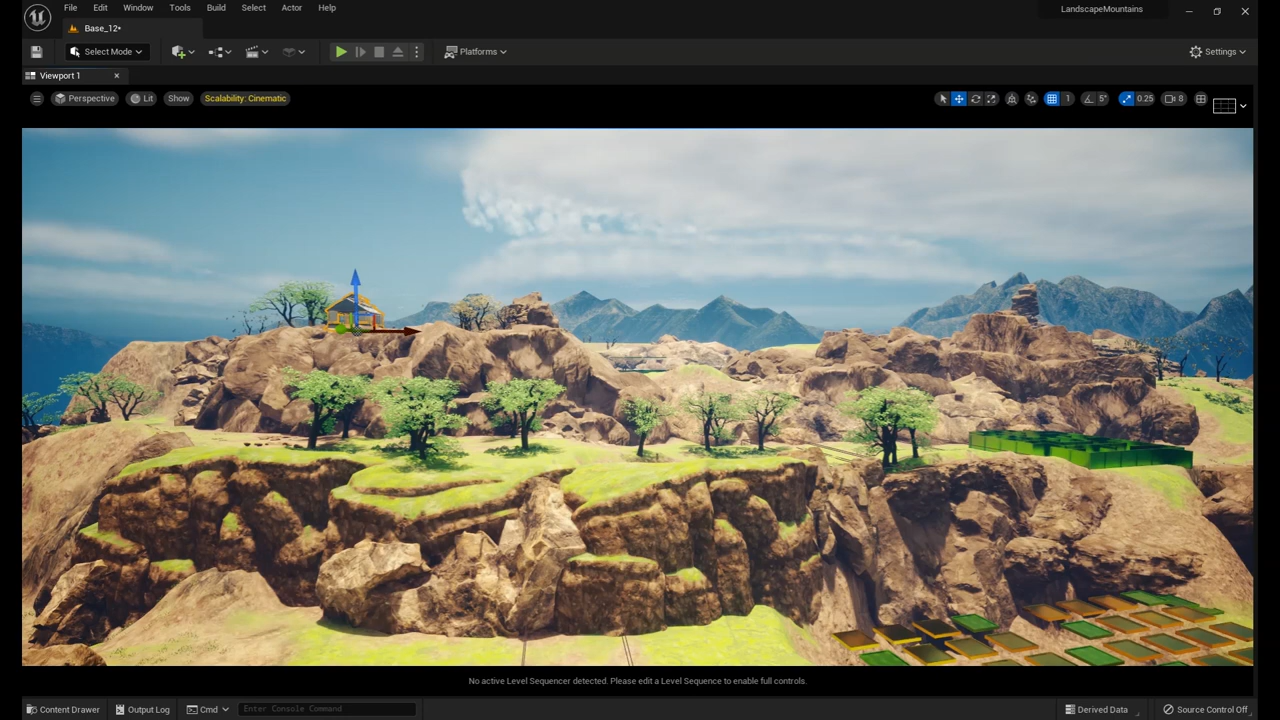 File Edit Window Tools Build Select Actor Help
LandscapeMountains
Base_12*
Select Mode
Platforms
Settings
Viewport 1
Perspective Lit Show Scalability: Cinematic
1 5° 0.25 8
No active Level Sequencer detected. Please edit a Level Sequence to enable full controls.
Content Drawer Output Log Cmd Enter Console Command Derived Data Source Control Off